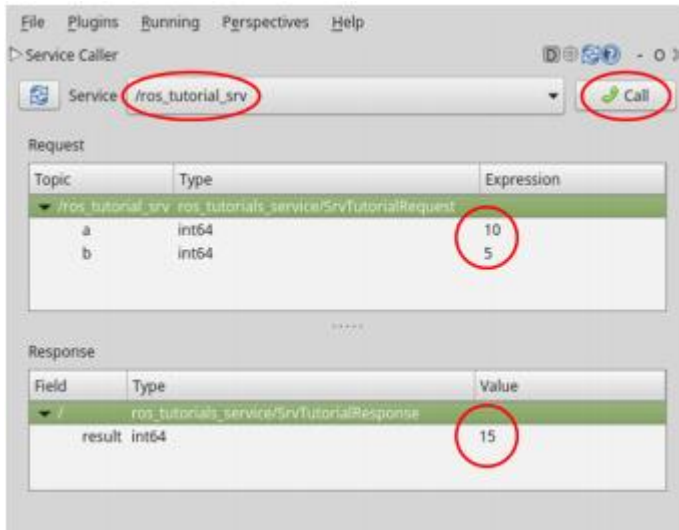 File Plugins Running Perspectives Help
Service Caller D - O
Service /ros_tutorial_srv Call
Request
Topic Type Expression
/ros_tutorial_srv ros_tutorials_service/SrvTutorialRequest
a int64 10
b int64 5
Response
Field Type Value
/ ros_tutorials_service/SrvTutorialResponse
result int64 15